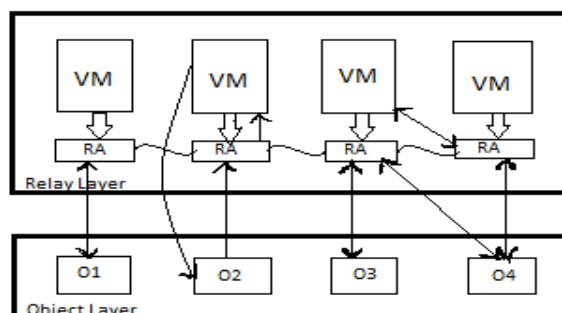 VM VM VM VM
RA RA RA RA
Relay Layer
O1 O2 O3 O4
Object Layer